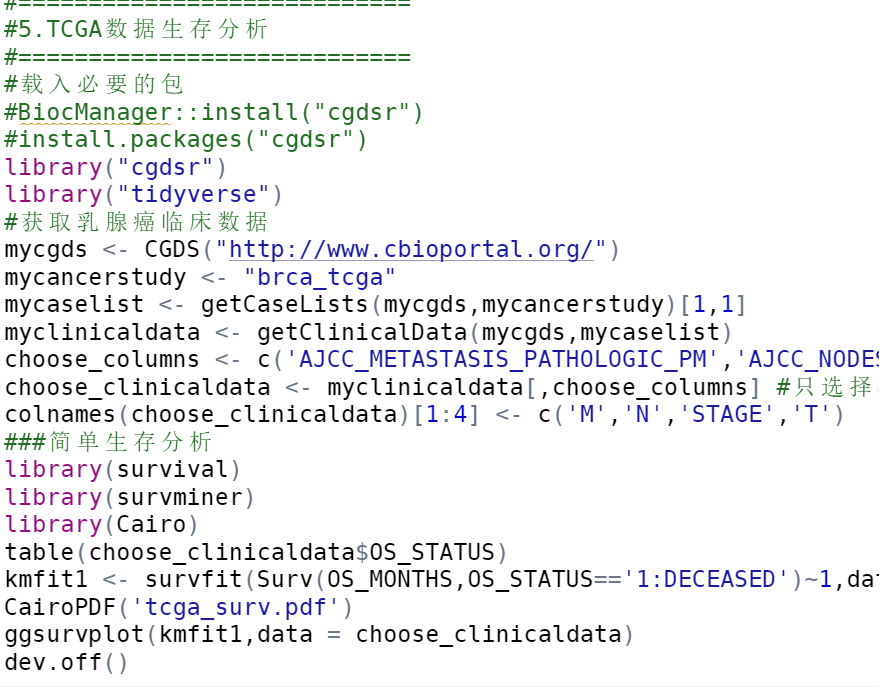 #============================
#5.TCGA数据生存分析
#============================
#载入必要的包
#BiocManager::install("cgdsr")
#install.packages("cgdsr")
library("cgdsr")
library("tidyverse")
#获取乳腺癌临床数据
mycgds <- CGDS("http://www.cbioportal.org/")
mycancerstudy <- "brca_tcga"
mycaselist <- getCaseLists(mycgds,mycancerstudy)[1,1]
myclinicaldata <- getClinicalData(mycgds,mycaselist)
choose_columns <- c('AJCC_METASTASIS_PATHOLOGIC_PM','AJCC_NODES
choose_clinicaldata <- myclinicaldata[,choose_columns] #只选择
colnames(choose_clinicaldata)[1:4] <- c('M','N','STAGE','T')
###简单生存分析
library(survival)
library(survminer)
library(Cairo)
table(choose_clinicaldata$OS_STATUS)
kmfit1 <- survfit(Surv(OS_MONTHS,OS_STATUS=='1:DECEASED')~1,dat
CairoPDF('tcga_surv.pdf')
ggsurvplot(kmfit1,data = choose_clinicaldata)
dev.off()